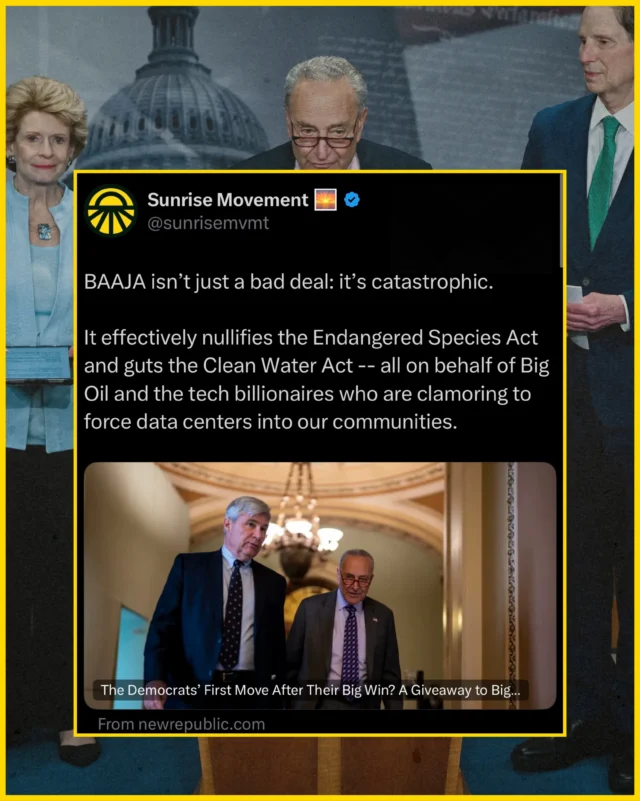 Sunrise Movement
@sunrisemvmt
BAAJA isn’t just a bad deal: it’s catastrophic.
It effectively nullifies the Endangered Species Act
and guts the Clean Water Act -- all on behalf of Big
Oil and the tech billionaires who are clamoring to
force data centers into our communities.
The Democrats’ First Move After Their Big Win? A Giveaway to Big...
From newrepublic.com